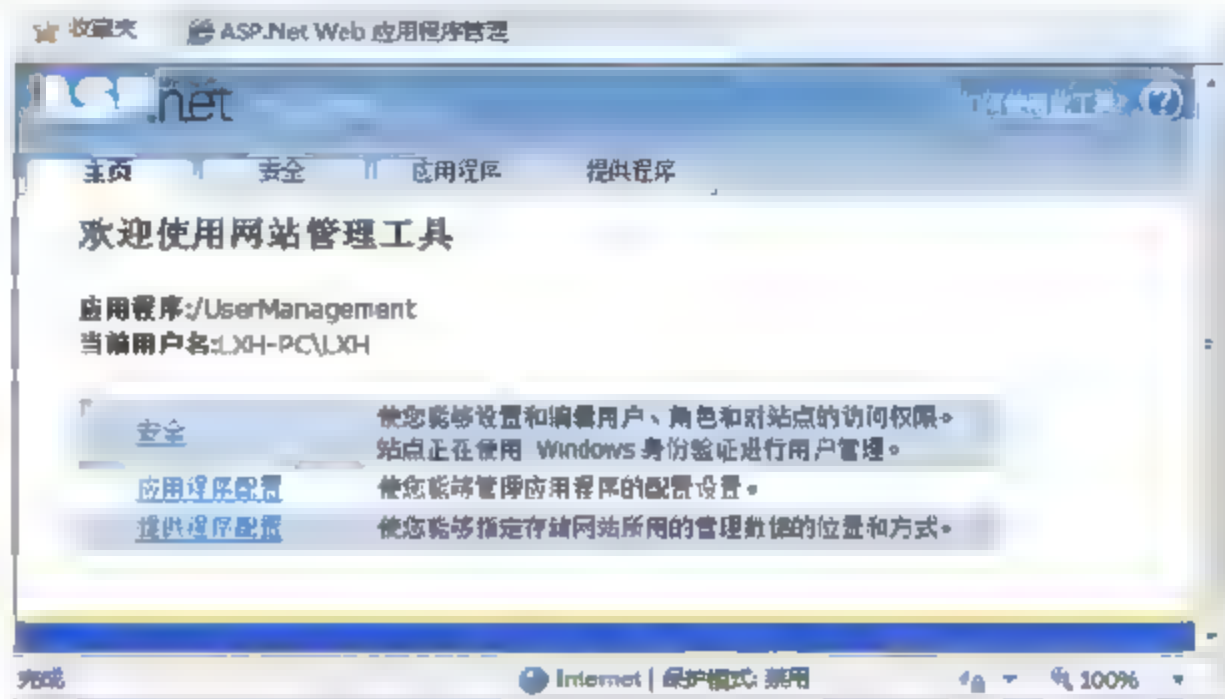 收藏夹 ASP.Net Web 应用程序管理
ASP.net
主页 安全 应用程序 提供程序
欢迎使用网站管理工具
应用程序:/UserManagement
当前用户名:LXH-PC\LXH
安全 使您能够设置和编辑用户、角色和对站点的访问权限。
站点正在使用 Windows 身份验证进行用户管理。
应用程序配置 使您能够管理应用程序的配置设置。
提供程序配置 使您能够指定存储网站所用的管理数据的位置和方式。
完成 Internet | 保护模式: 禁用 100%